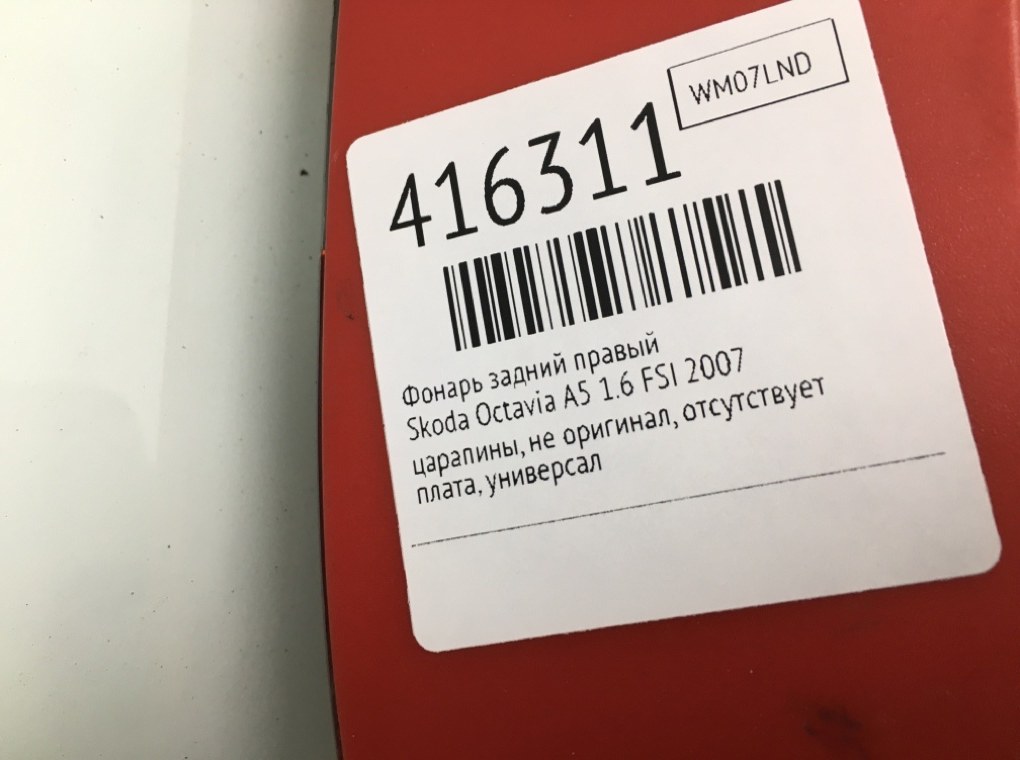 WM07LND
416311
Фонарь задний правый
Skoda Octavia A5 1.6 FSI 2007
царапины, не оригинал, отсутствует
плата, универсал